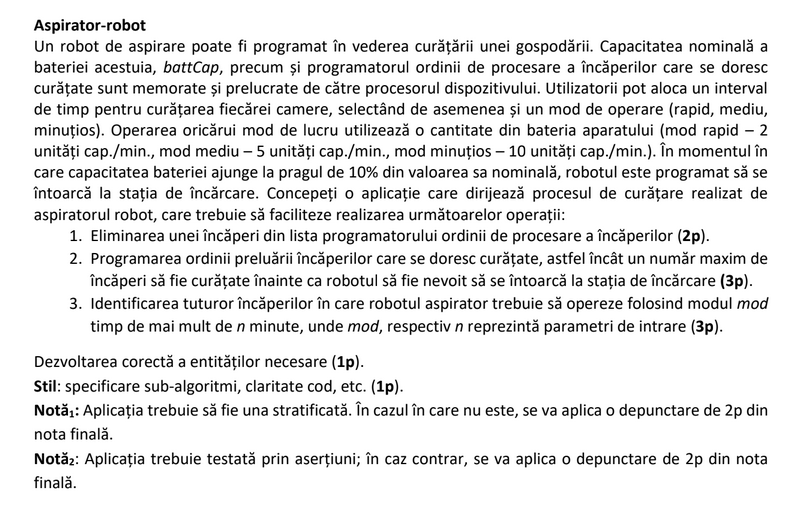 Aspirator-robot
Un robot de aspirare poate fi programat în vederea curățării unei gospodării. Capacitatea nominală a
bateriei acestuia, battCap, precum și programatorul ordinii de procesare a încăperilor care se doresc
curățate sunt memorate și prelucrate de către procesorul dispozitivului. Utilizatorii pot aloca un interval
de timp pentru curățarea fiecărei camere, selectând de asemenea și un mod de operare (rapid, mediu,
minuțios). Operarea oricărui mod de lucru utilizează o cantitate din bateria aparatului (mod rapid – 2
unități cap./min., mod mediu – 5 unități cap./min., mod minuțios – 10 unități cap./min.). În momentul în
care capacitatea bateriei ajunge la pragul de 10% din valoarea sa nominală, robotul este programat să se
întoarcă la stația de încărcare. Concepeți o aplicație care dirijează procesul de curățare realizat de
aspiratorul robot, care trebuie să faciliteze realizarea următoarelor operații:
1. Eliminarea unei încăperi din lista programatorului ordinii de procesare a încăperilor (2p).
2. Programarea ordinii preluării încăperilor care se doresc curățate, astfel încât un număr maxim de
încăperi să fie curățate înainte ca robotul să fie nevoit să se întoarcă la stația de încărcare (3p).
3. Identificarea tuturor încăperilor în care robotul aspirator trebuie să opereze folosind modul mod
timp de mai mult de n minute, unde mod, respectiv n reprezintă parametri de intrare (3p).
Dezvoltarea corectă a entităților necesare (1p).
Stil: specificare sub-algoritmi, claritate cod, etc. (1p).
Notă₁: Aplicația trebuie să fie una stratificată. În cazul în care nu este, se va aplica o depunctare de 2p din
nota finală.
Notă₂: Aplicația trebuie testată prin aserțiuni; în caz contrar, se va aplica o depunctare de 2p din nota
finală.